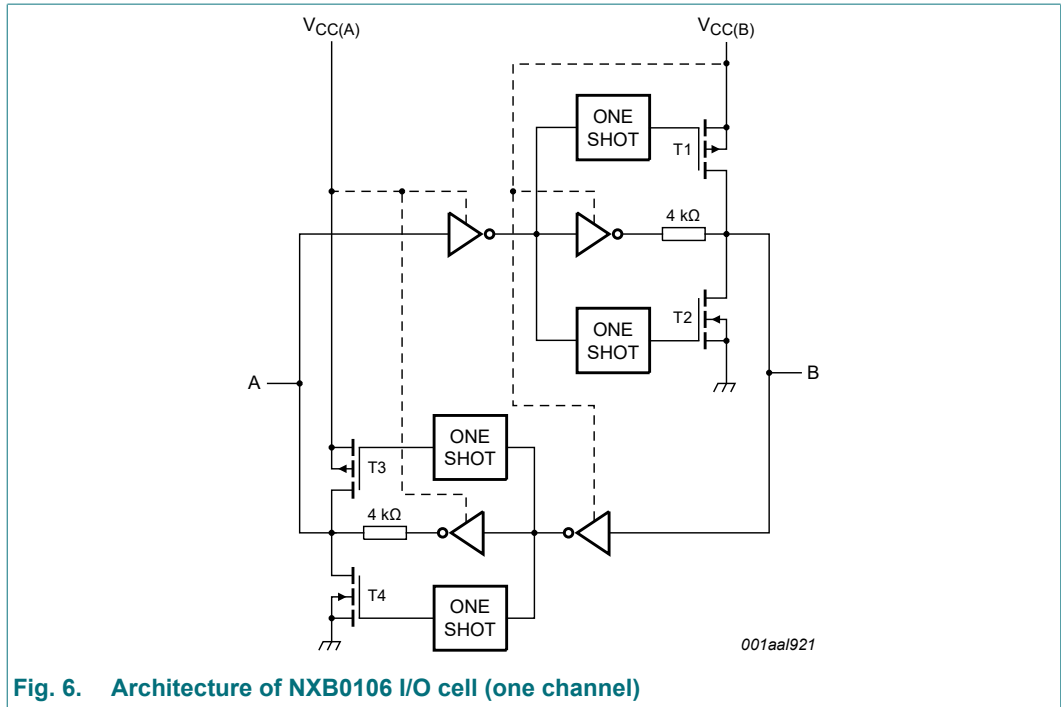 VCC(A)
VCC(B)
ONE
SHOT
T1
4 kΩ
ONE
SHOT
T2
A
B
ONE
SHOT
T3
4 kΩ
T4
ONE
SHOT
001aal921
Fig. 6. Architecture of NXB0106 I/O cell (one channel)